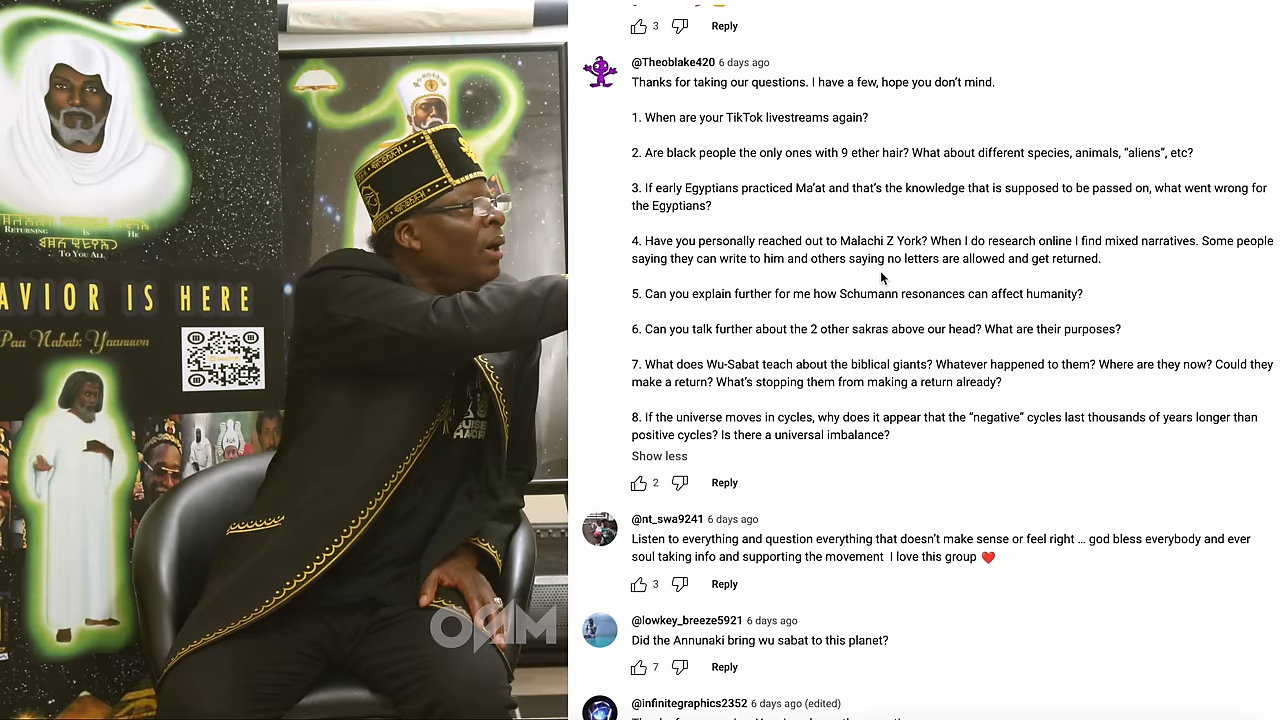 RETURNING IS HE
TO YOU ALL
AVIOR IS HERE
Paa Nabab: Yaanuwn
OPIM
3
Reply
@Theoblake420 6 days ago
Thanks for taking our questions. I have a few, hope you don't mind.
1. When are your TikTok livestreams again?
2. Are black people the only ones with 9 ether hair? What about different species, animals, “aliens”, etc?
3. If early Egyptians practiced Ma'at and that's the knowledge that is supposed to be passed on, what went wrong for
the Egyptians?
4. Have you personally reached out to Malachi Z York? When I do research online I find mixed narratives. Some people
saying they can write to him and others saying no letters are allowed and get returned.
5. Can you explain further for me how Schumann resonances can affect humanity?
6. Can you talk further about the 2 other sakras above our head? What are their purposes?
7. What does Wu-Sabat teach about the biblical giants? Whatever happened to them? Where are they now? Could they
make a return? What's stopping them from making a return already?
8. If the universe moves in cycles, why does it appear that the “negative” cycles last thousands of years longer than
positive cycles? Is there a universal imbalance?
Show less
2
Reply
@nt_swa9241 6 days ago
Listen to everything and question everything that doesn't make sense or feel right … god bless everybody and ever
soul taking info and supporting the movement I love this group ❤️
3
Reply
@lowkey_breeze5921 6 days ago
Did the Annunaki bring wu sabat to this planet?
7
Reply
@infinitegraphics2352 6 days ago (edited)